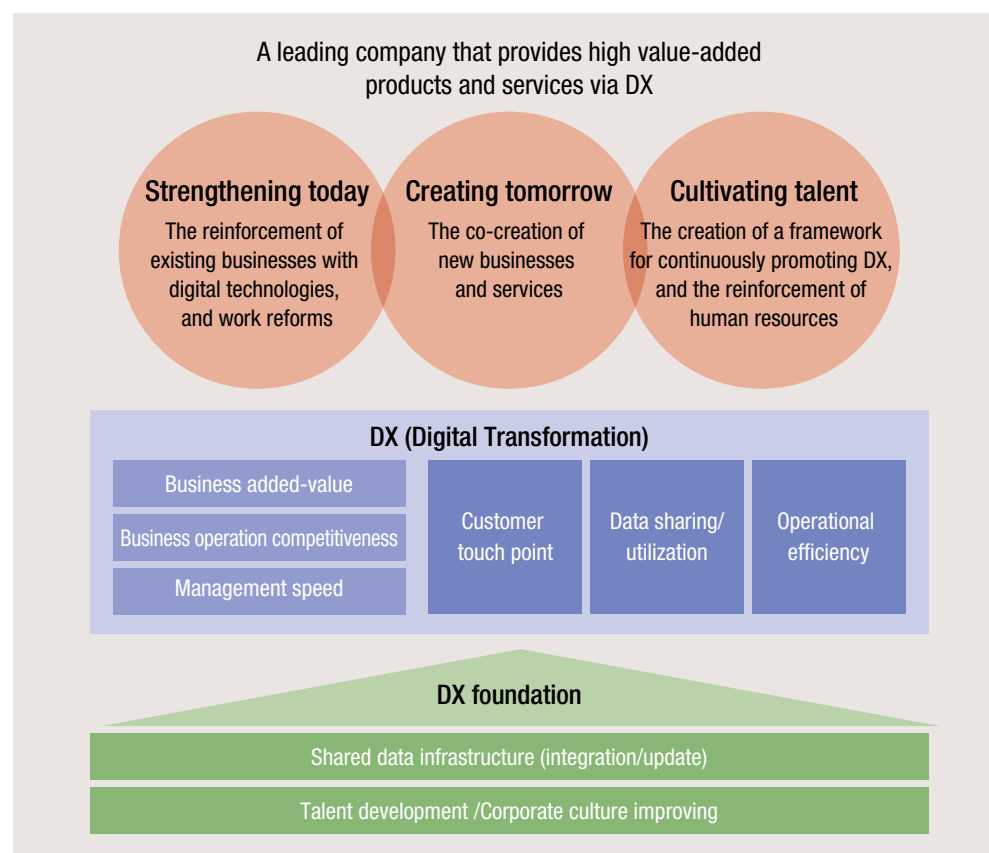 A leading company that provides high value-added
products and services via DX
Strengthening today
The reinforcement of
existing businesses with
digital technologies,
and work reforms
Creating tomorrow
The co-creation of
new businesses
and services
Cultivating talent
The creation of a framework
for continuously promoting DX,
and the reinforcement of
human resources
DX (Digital Transformation)
Business added-value
Business operation competitiveness
Management speed
Customer
touch point
Data sharing/
utilization
Operational
efficiency
DX foundation
Shared data infrastructure (integration/update)
Talent development /Corporate culture improving